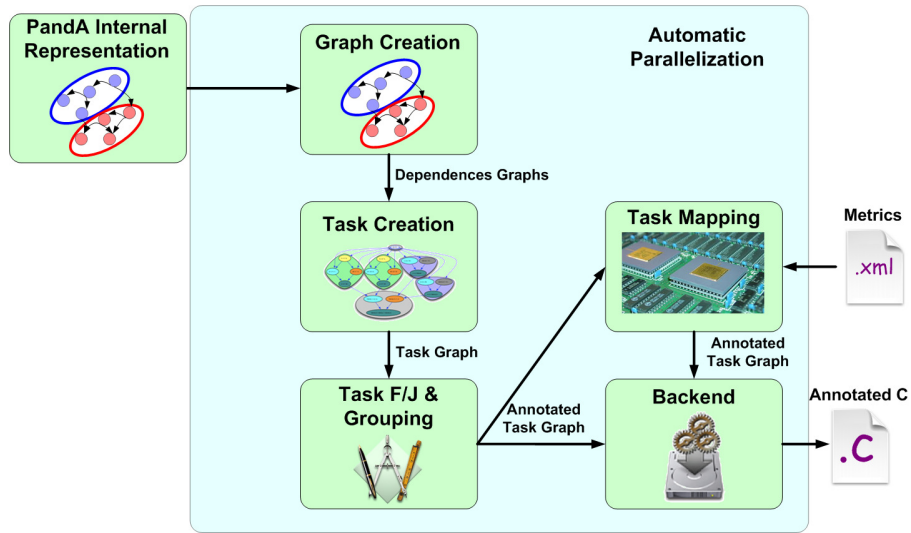 PandA Internal
Representation
Graph Creation
Automatic
Parallelization
Dependences Graphs
Task Creation
Task Mapping
Metrics
.xml
Task Graph
Annotated
Task Graph
Task F/J &
Grouping
Annotated
Task Graph
Backend
Annotated C
.C